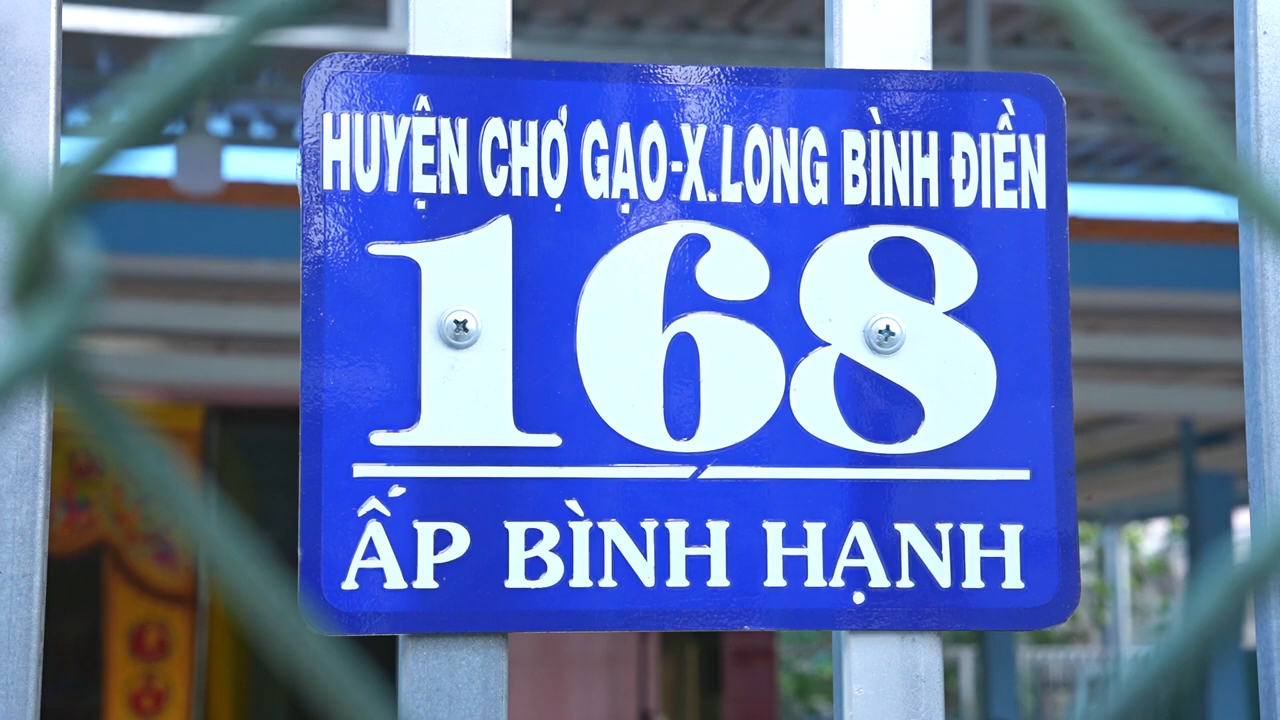 HUYỆN CHỢ GẠO-X.LONG BÌNH ĐIỀN
168
ẤP BÌNH HẠNH